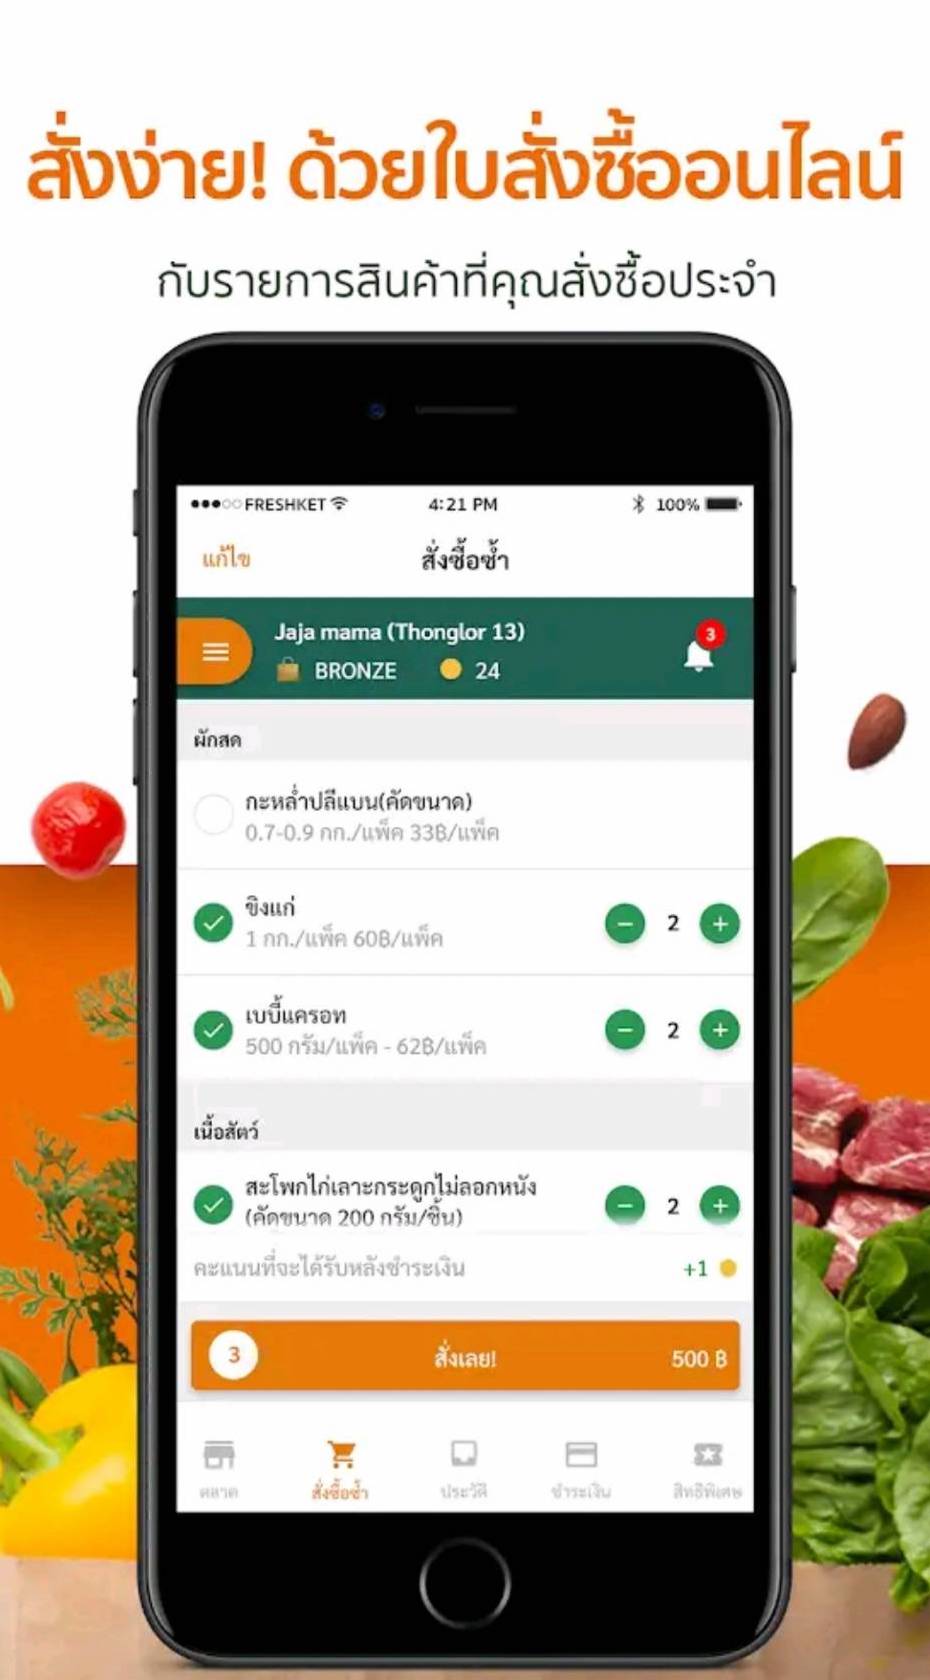 สั่งง่าย! ด้วยใบสั่งซื้ออนไลน์
กับรายการสินค้าที่คุณสั่งซื้อประจำ
FRESHKET 4:21 PM 100%
แก้ไข สั่งซื้อซ้ำ
Jaja mama (Thonglor 13)
3
BRONZE 24
ผักสด
กะหล่ำปลีแบน(คัดขนาด)
0.7-0.9 กก./แพ็ค 33฿/แพ็ค
ขิงแก่
1 กก./แพ็ค 60฿/แพ็ค
2
เบบี้แครอท
500 กรัม/แพ็ค - 62฿/แพ็ค
2
เนื้อสัตว์
สะโพกไก่เลาะกระดูกไม่ลอกหนัง
(คัดขนาด 200 กรัม/ชิ้น)
2
คะแนนที่จะได้รับหลังชำระเงิน +1
3 สั่งเลย! 500 ฿
ตลาด สั่งซื้อซ้ำ ประวัติ ชำระเงิน สิทธิพิเศษ